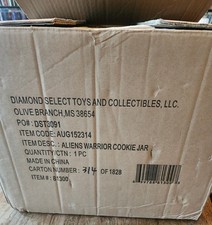 DIAMOND SELECT TOYS AND COLLECTIBLES, LLC.
OLIVE BRANCH, MS 38654
PO#: DST3091
ITEM CODE: AUG152314
ITEM DESC.: ALIENS WARRIOR COOKIE JAR
QUANTITY CTN: 1 PC
MADE IN CHINA
CARTON NUMBER: 314 OF 1828
ITEM #: 81300